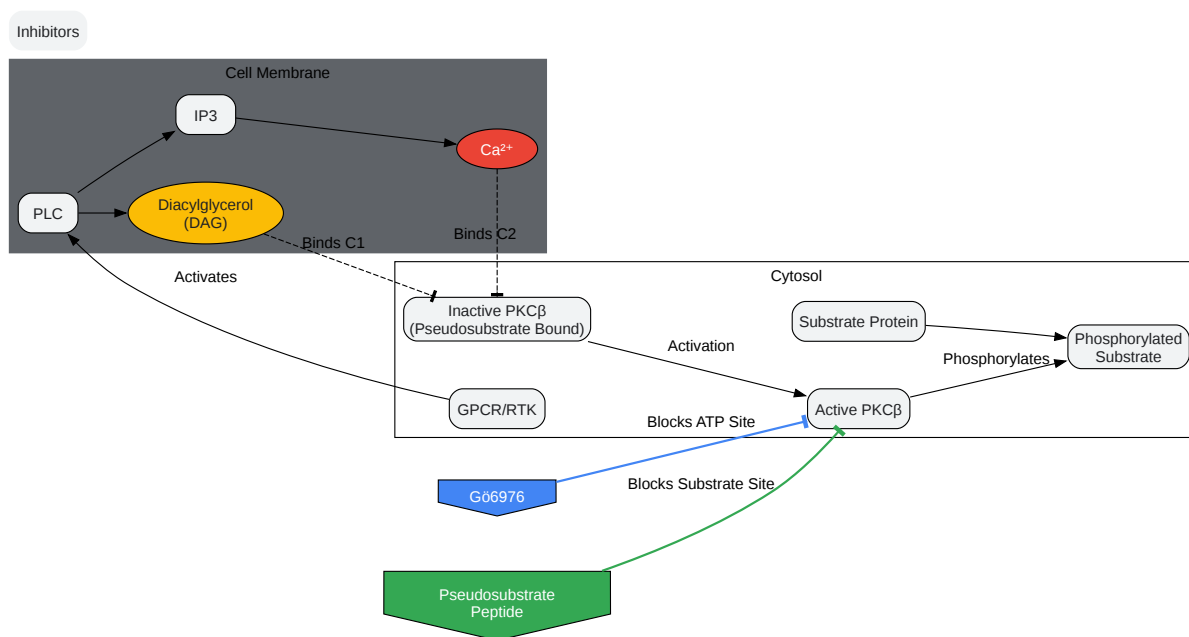 Inhibitors
Cell Membrane
IP3
Ca²⁺
PLC
Diacylglycerol
(DAG)
Binds C1
Binds C2
Activates
Cytosol
Inactive PKCβ
(Pseudosubstrate Bound)
Substrate Protein
Phosphorylated
Substrate
Activation
Phosphorylates
GPCR/RTK
Active PKCβ
Blocks ATP Site
Gö6976
Blocks Substrate Site
Pseudosubstrate
Peptide